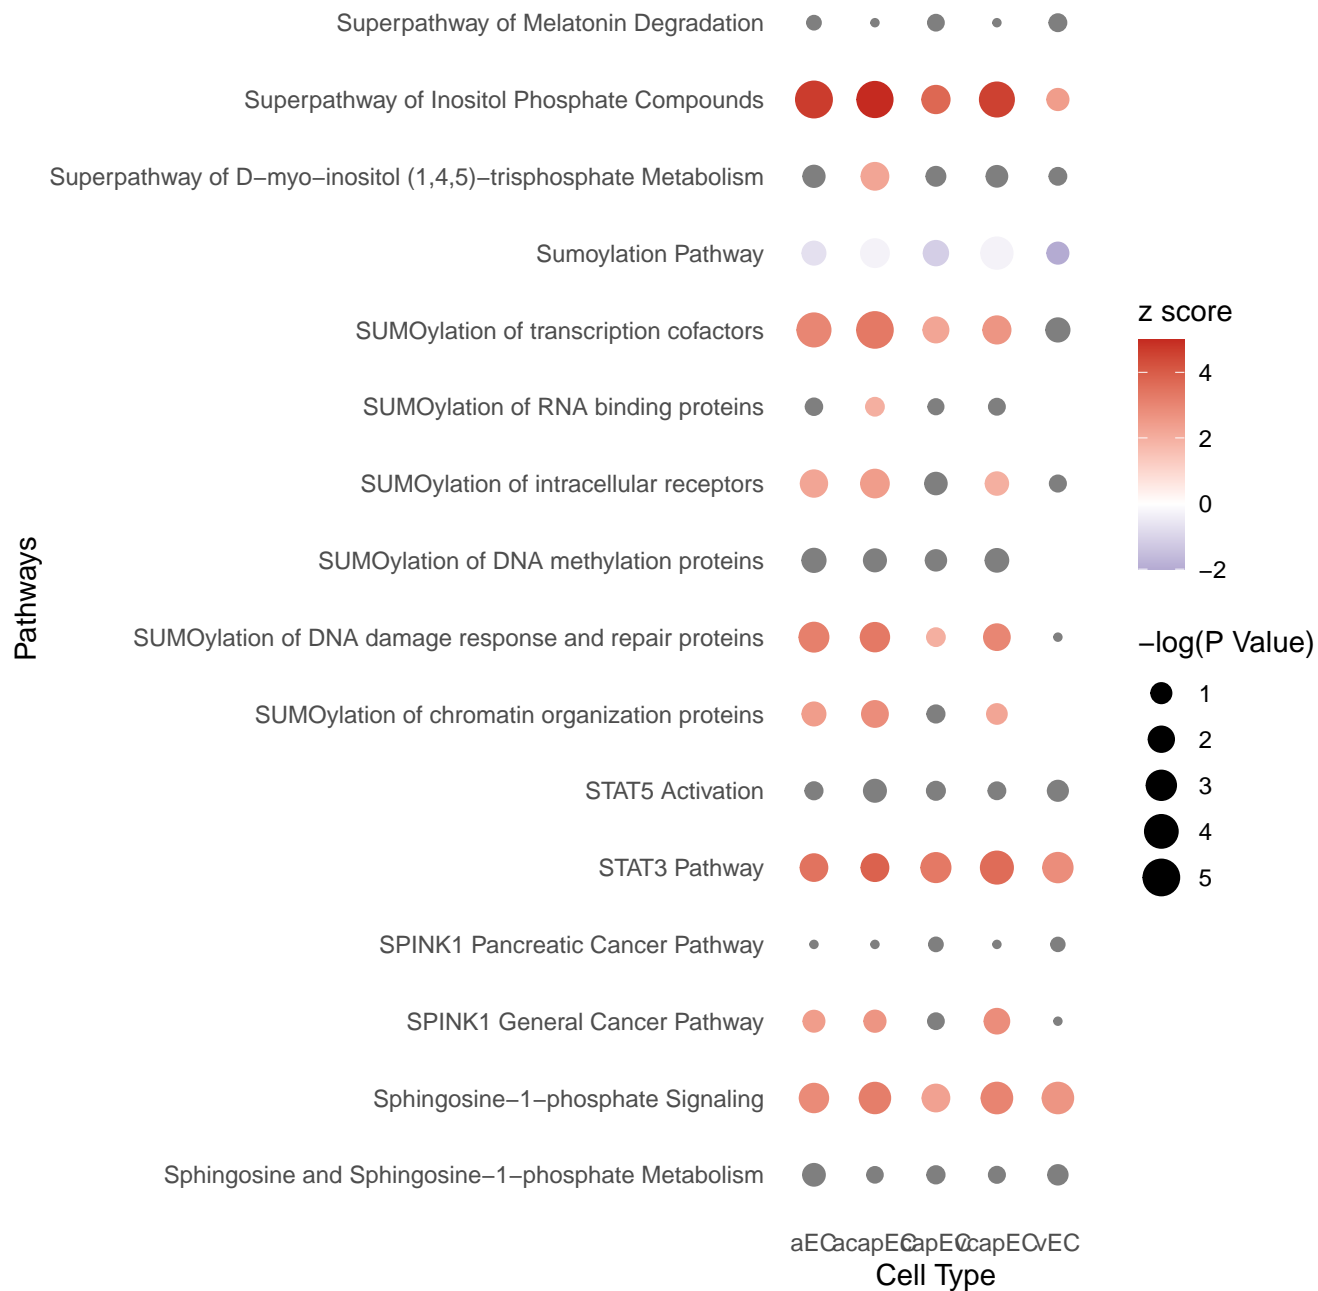 Superpathway of Melatonin Degradation
Superpathway of Inositol Phosphate Compounds
Superpathway of D−myo−inositol (1,4,5)−trisphosphate Metabolism
Sumoylation Pathway
SUMOylation of transcription cofactors
SUMOylation of RNA binding proteins
SUMOylation of intracellular receptors
SUMOylation of DNA methylation proteins
SUMOylation of DNA damage response and repair proteins
SUMOylation of chromatin organization proteins
STAT5 Activation
STAT3 Pathway
SPINK1 Pancreatic Cancer Pathway
SPINK1 General Cancer Pathway
Sphingosine−1−phosphate Signaling
Sphingosine and Sphingosine−1−phosphate Metabolism
Pathways
aEC acapEC capEC vcapEC vEC
Cell Type
z score
4
2
0
−2
−log(P Value)
1
2
3
4
5